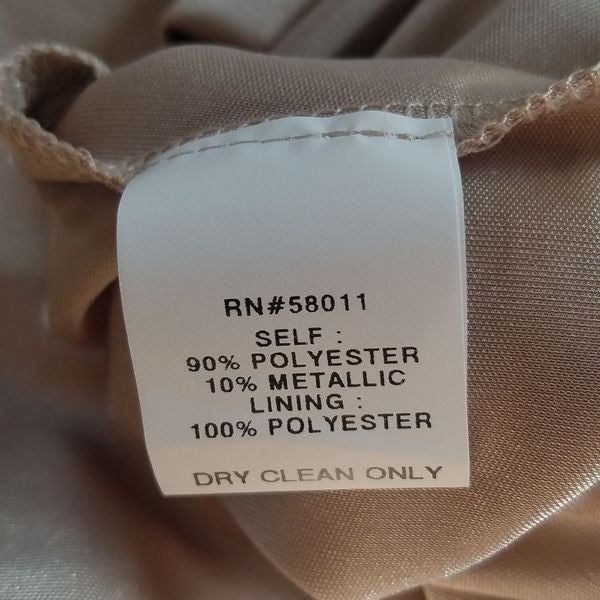 RN#58011
SELF :
90% POLYESTER
10% METALLIC
LINING :
100% POLYESTER
DRY CLEAN ONLY